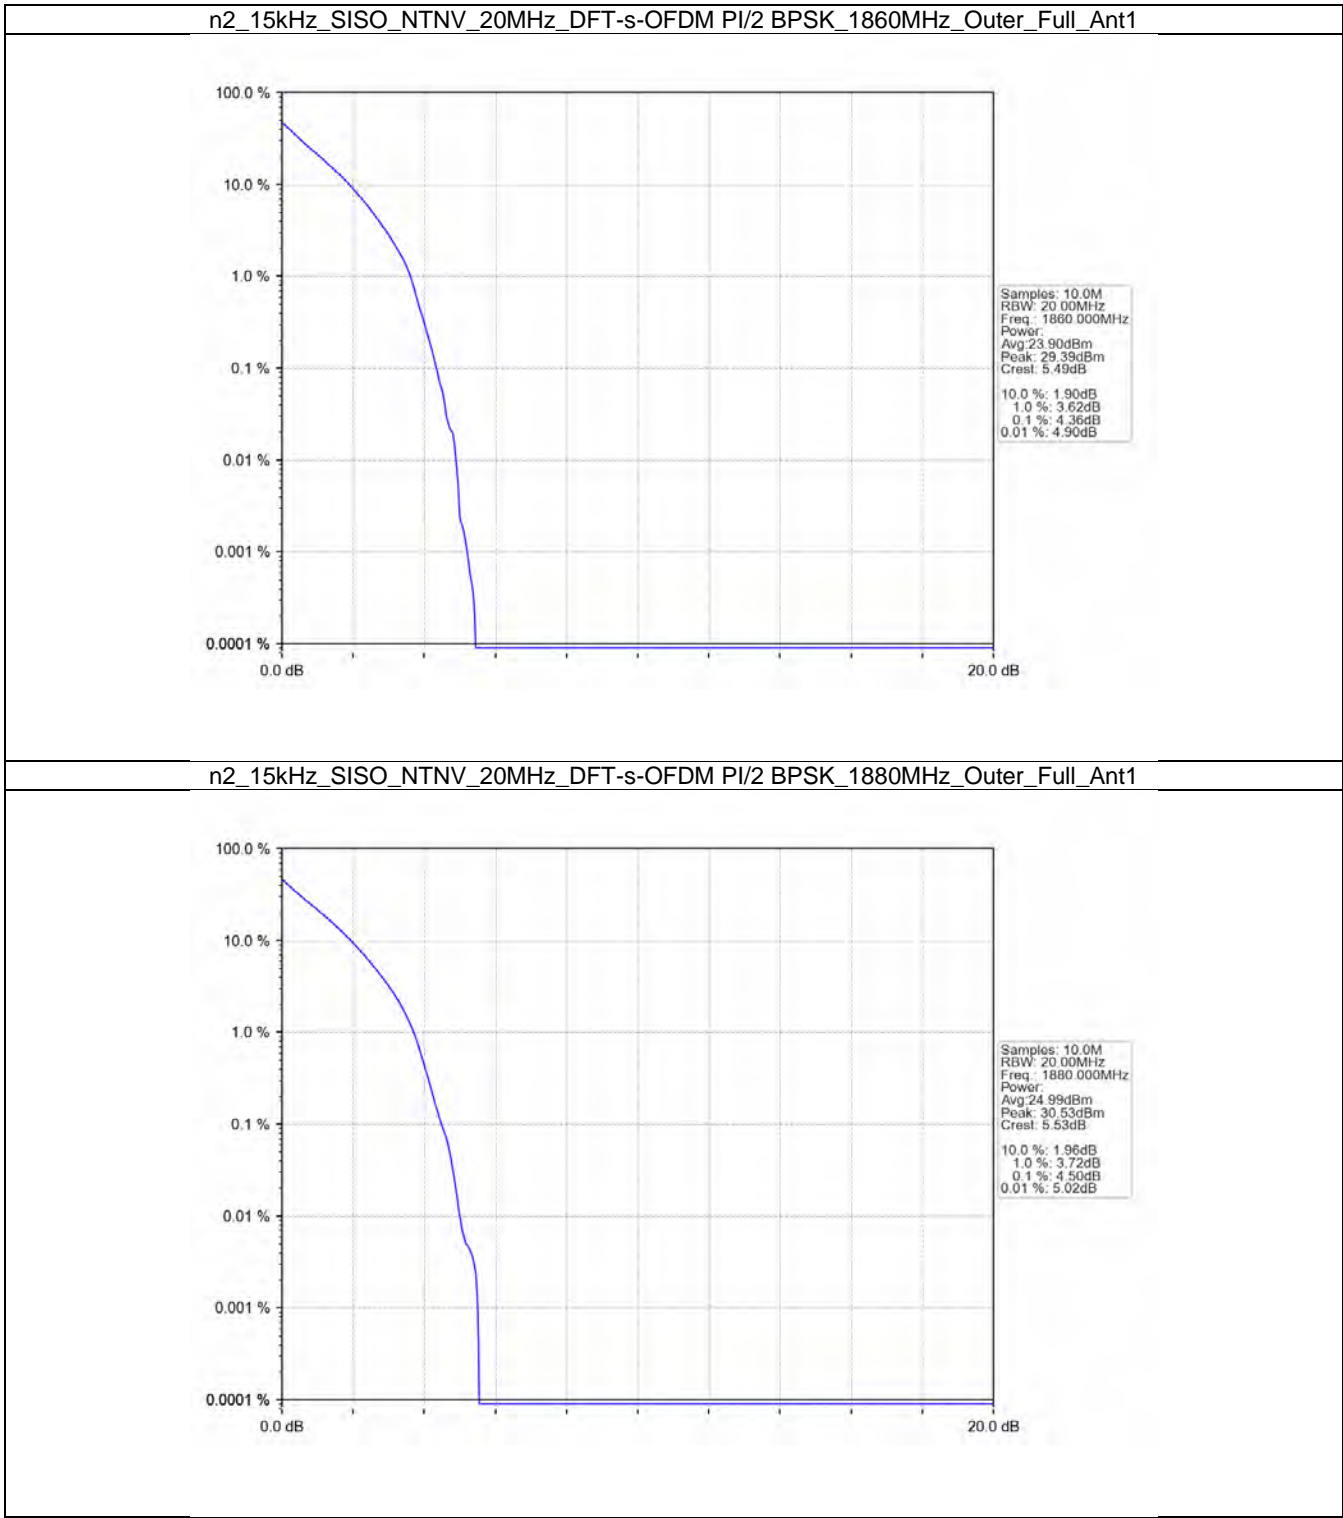 n2_15kHz_SISO_NTNV_20MHz_DFT-s-OFDM PI/2 BPSK_1860MHz_Outer_Full_Ant1
100.0 %
10.0 %
1.0 %
0.1 %
0.01 %
0.001 %
0.0001 %
0.0 dB
20.0 dB
Samples: 10.0M
RBW: 20.00MHz
Freq.: 1860.000MHz
Power:
Avg:23.90dBm
Peak: 29.39dBm
Crest: 5.49dB
10.0 %: 1.90dB
1.0 %: 3.62dB
0.1 %: 4.36dB
0.01 %: 4.90dB
n2_15kHz_SISO_NTNV_20MHz_DFT-s-OFDM PI/2 BPSK_1880MHz_Outer_Full_Ant1
100.0 %
10.0 %
1.0 %
0.1 %
0.01 %
0.001 %
0.0001 %
0.0 dB
20.0 dB
Samples: 10.0M
RBW: 20.00MHz
Freq.: 1880.000MHz
Power:
Avg:24.99dBm
Peak: 30.53dBm
Crest: 5.53dB
10.0 %: 1.96dB
1.0 %: 3.72dB
0.1 %: 4.50dB
0.01 %: 5.02dB